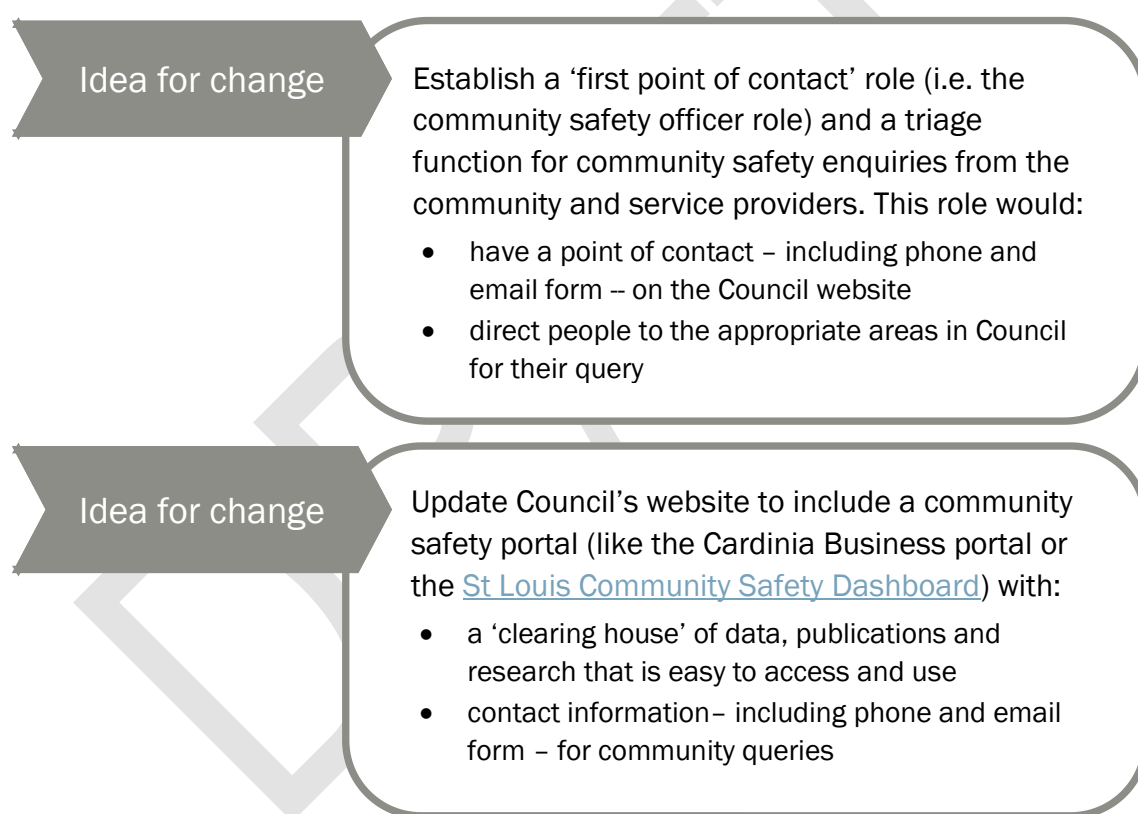 Idea for change
Establish a ‘first point of contact’ role (i.e. the
community safety officer role) and a triage
function for community safety enquiries from the
community and service providers. This role would:
• have a point of contact – including phone and
email form -- on the Council website
• direct people to the appropriate areas in Council
for their query
Idea for change
Update Council’s website to include a community
safety portal (like the Cardinia Business portal or
the St Louis Community Safety Dashboard) with:
• a ‘clearing house’ of data, publications and
research that is easy to access and use
• contact information– including phone and email
form – for community queries